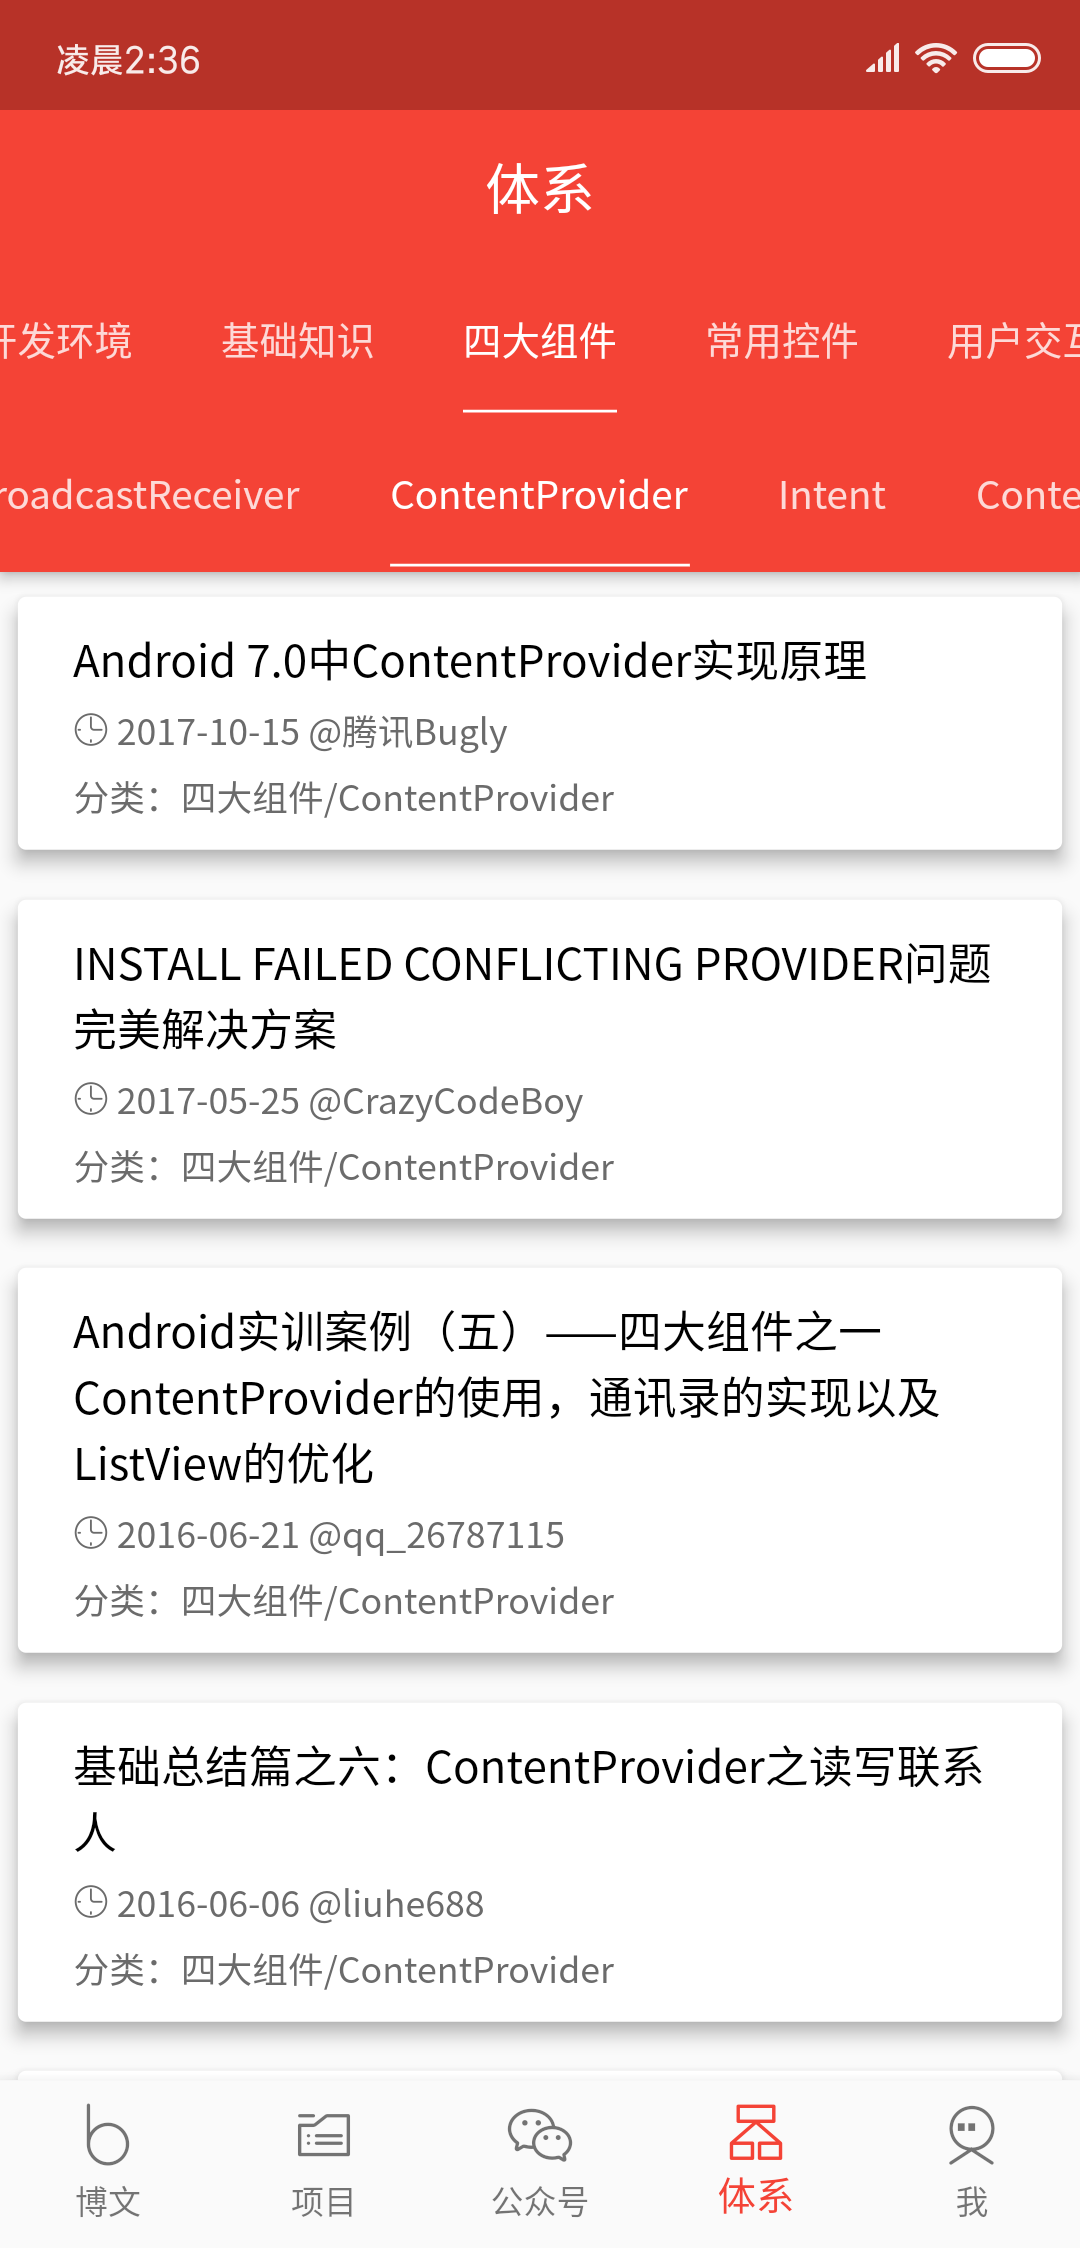 凌晨2:36
体系
开发环境 基础知识 四大组件 常用控件 用户交互
roadcastReceiver ContentProvider Intent Conte
Android 7.0中ContentProvider实现原理
2017-10-15 @腾讯Bugly
分类：四大组件/ContentProvider
INSTALL FAILED CONFLICTING PROVIDER问题
完美解决方案
2017-05-25 @CrazyCodeBoy
分类：四大组件/ContentProvider
Android实训案例（五）——四大组件之一
ContentProvider的使用，通讯录的实现以及
ListView的优化
2016-06-21 @qq_26787115
分类：四大组件/ContentProvider
基础总结篇之六：ContentProvider之读写联系
人
2016-06-06 @liuhe688
分类：四大组件/ContentProvider
博文 项目 公众号 体系 我